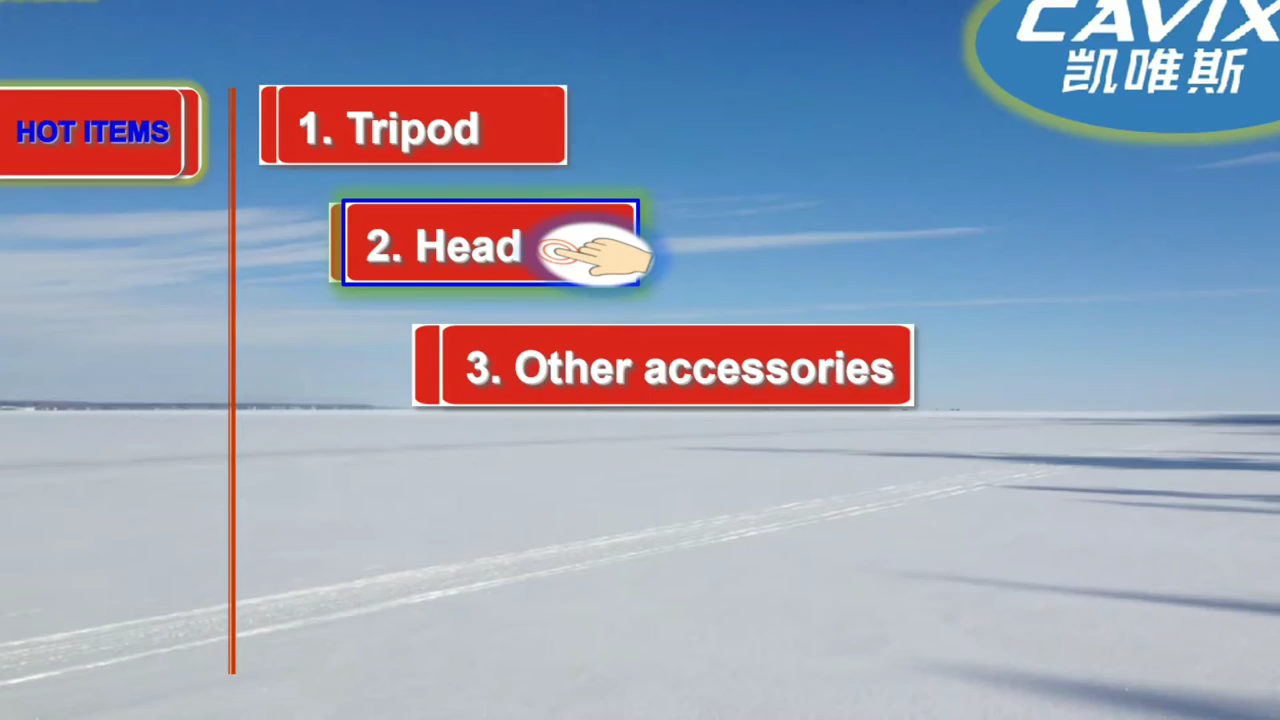 CAVIX
凯唯斯
HOT ITEMS
1. Tripod
2. Head
3. Other accessories